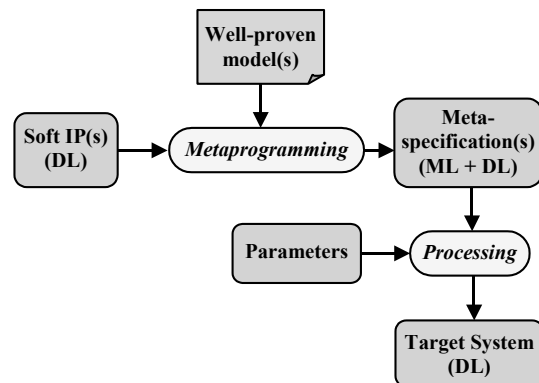 Well-proven
model(s)
Soft IP(s)
(DL)
Metaprogramming
Meta-
specification(s)
(ML + DL)
Parameters
Processing
Target System
(DL)